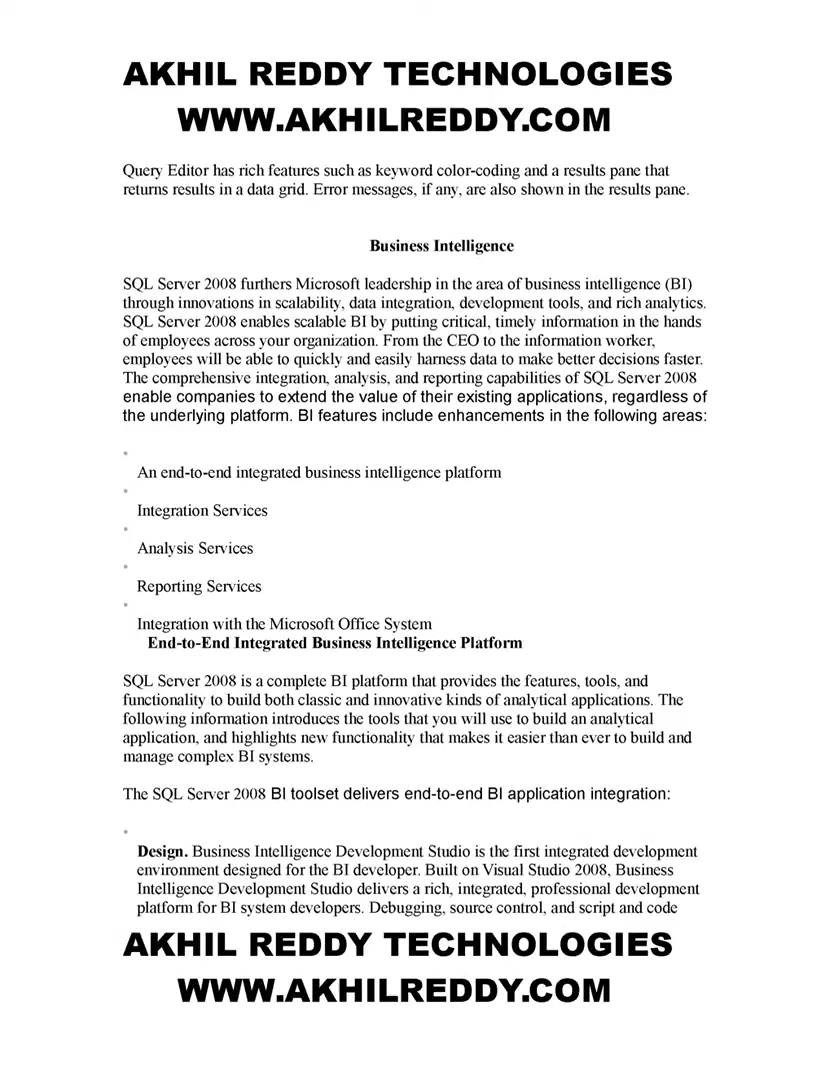 AKHIL REDDY TECHNOLOGIES
WWW.AKHILREDDY.COM
Query Editor has rich features such as keyword color-coding and a results pane that
returns results in a data grid. Error messages, if any, are also shown in the results pane.
Business Intelligence
SQL Server 2008 furthers Microsoft leadership in the area of business intelligence (BI)
through innovations in scalability, data integration, development tools, and rich analytics.
SQL Server 2008 enables scalable BI by putting critical, timely information in the hands
of employees across your organization. From the CEO to the information worker,
employees will be able to quickly and easily harness data to make better decisions faster.
The comprehensive integration, analysis, and reporting capabilities of SQL Server 2008
enable companies to extend the value of their existing applications, regardless of
the underlying platform. BI features include enhancements in the following areas:
An end-to-end integrated business intelligence platform
Integration Services
Analysis Services
Reporting Services
Integration with the Microsoft Office System
End-to-End Integrated Business Intelligence Platform
SQL Server 2008 is a complete BI platform that provides the features, tools, and
functionality to build both classic and innovative kinds of analytical applications. The
following information introduces the tools that you will use to build an analytical
application, and highlights new functionality that makes it easier than ever to build and
manage complex BI systems.
The SQL Server 2008 BI toolset delivers end-to-end BI application integration:
Design. Business Intelligence Development Studio is the first integrated development
environment designed for the BI developer. Built on Visual Studio 2008, Business
Intelligence Development Studio delivers a rich, integrated, professional development
platform for BI system developers. Debugging, source control, and script and code
AKHIL REDDY TECHNOLOGIES
WWW.AKHILREDDY.COM